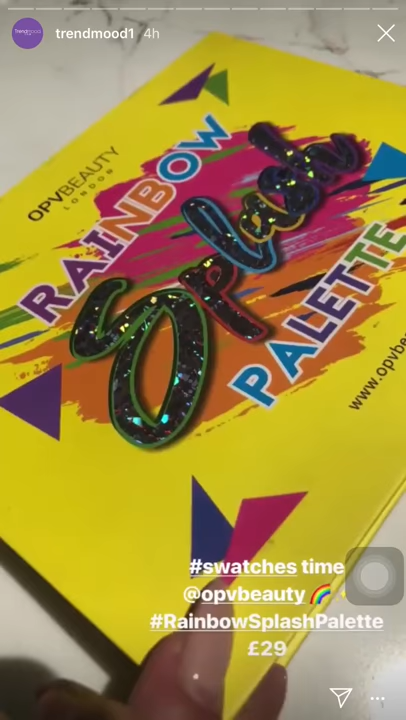 trendmood1 4h
OPVBEAUTY
LONDON
RAINBOW
Splash
PALETTE
www.opvbe
#swatches time
@opvbeauty 🌈
#RainbowSplashPalette
£29